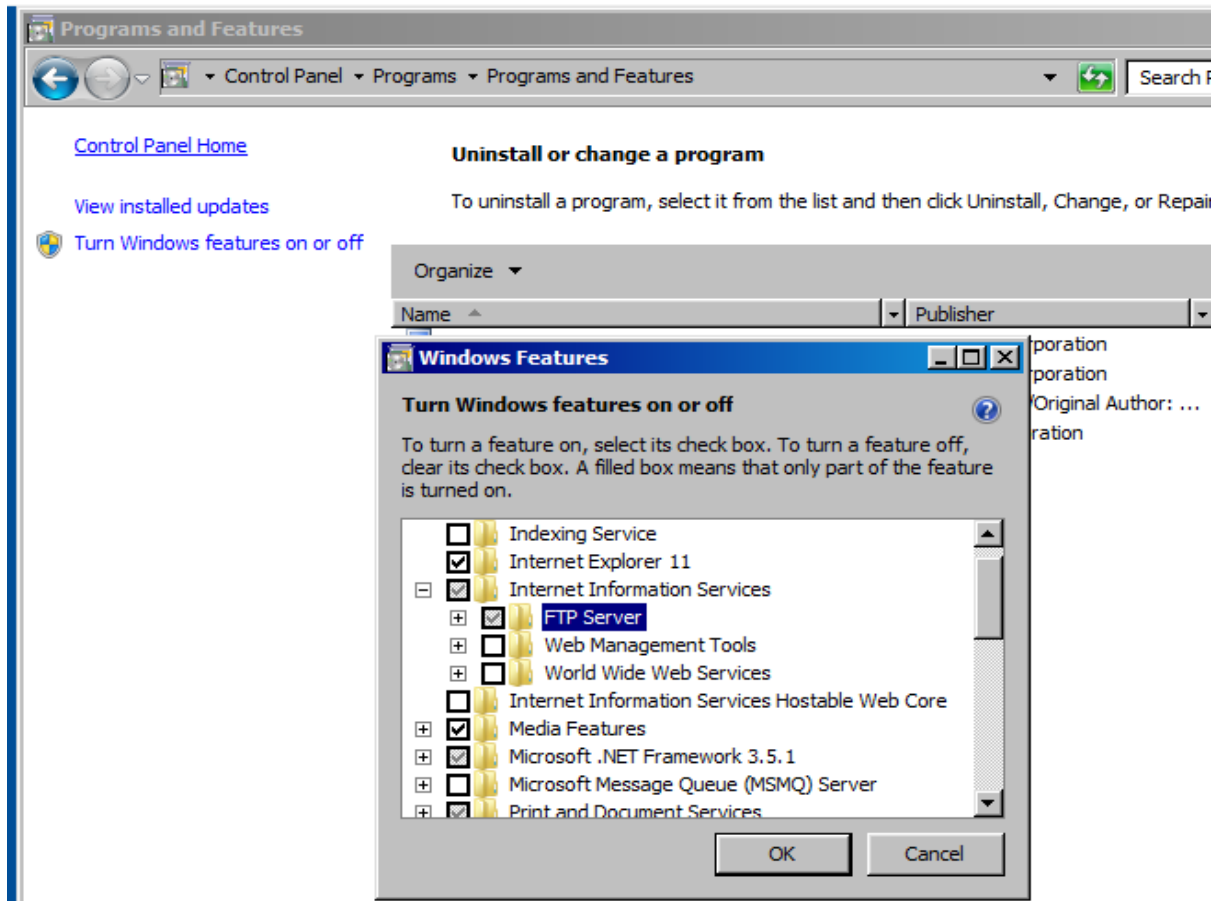 Programs and Features
Control Panel Programs Programs and Features
Search
Control Panel Home
View installed updates
Turn Windows features on or off
Uninstall or change a program
To uninstall a program, select it from the list and then click Uninstall, Change, or Repair
Organize
Name Publisher
poration
poration
Original Author: ...
ration
Windows Features
Turn Windows features on or off
To turn a feature on, select its check box. To turn a feature off,
clear its check box. A filled box means that only part of the feature
is turned on.
Indexing Service
Internet Explorer 11
Internet Information Services
FTP Server
Web Management Tools
World Wide Web Services
Internet Information Services Hostable Web Core
Media Features
Microsoft .NET Framework 3.5.1
Microsoft Message Queue (MSMQ) Server
Print and Document Services
OK Cancel